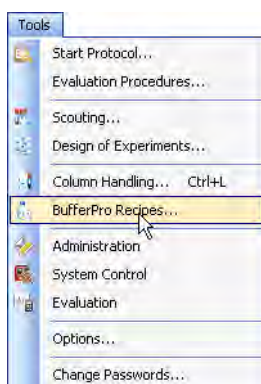 Tools
Start Protocol...
Evaluation Procedures...
Scouting...
Design of Experiments...
Column Handling... Ctrl+L
BufferPro Recipes...
Administration
System Control
Evaluation
Options...
Change Passwords...